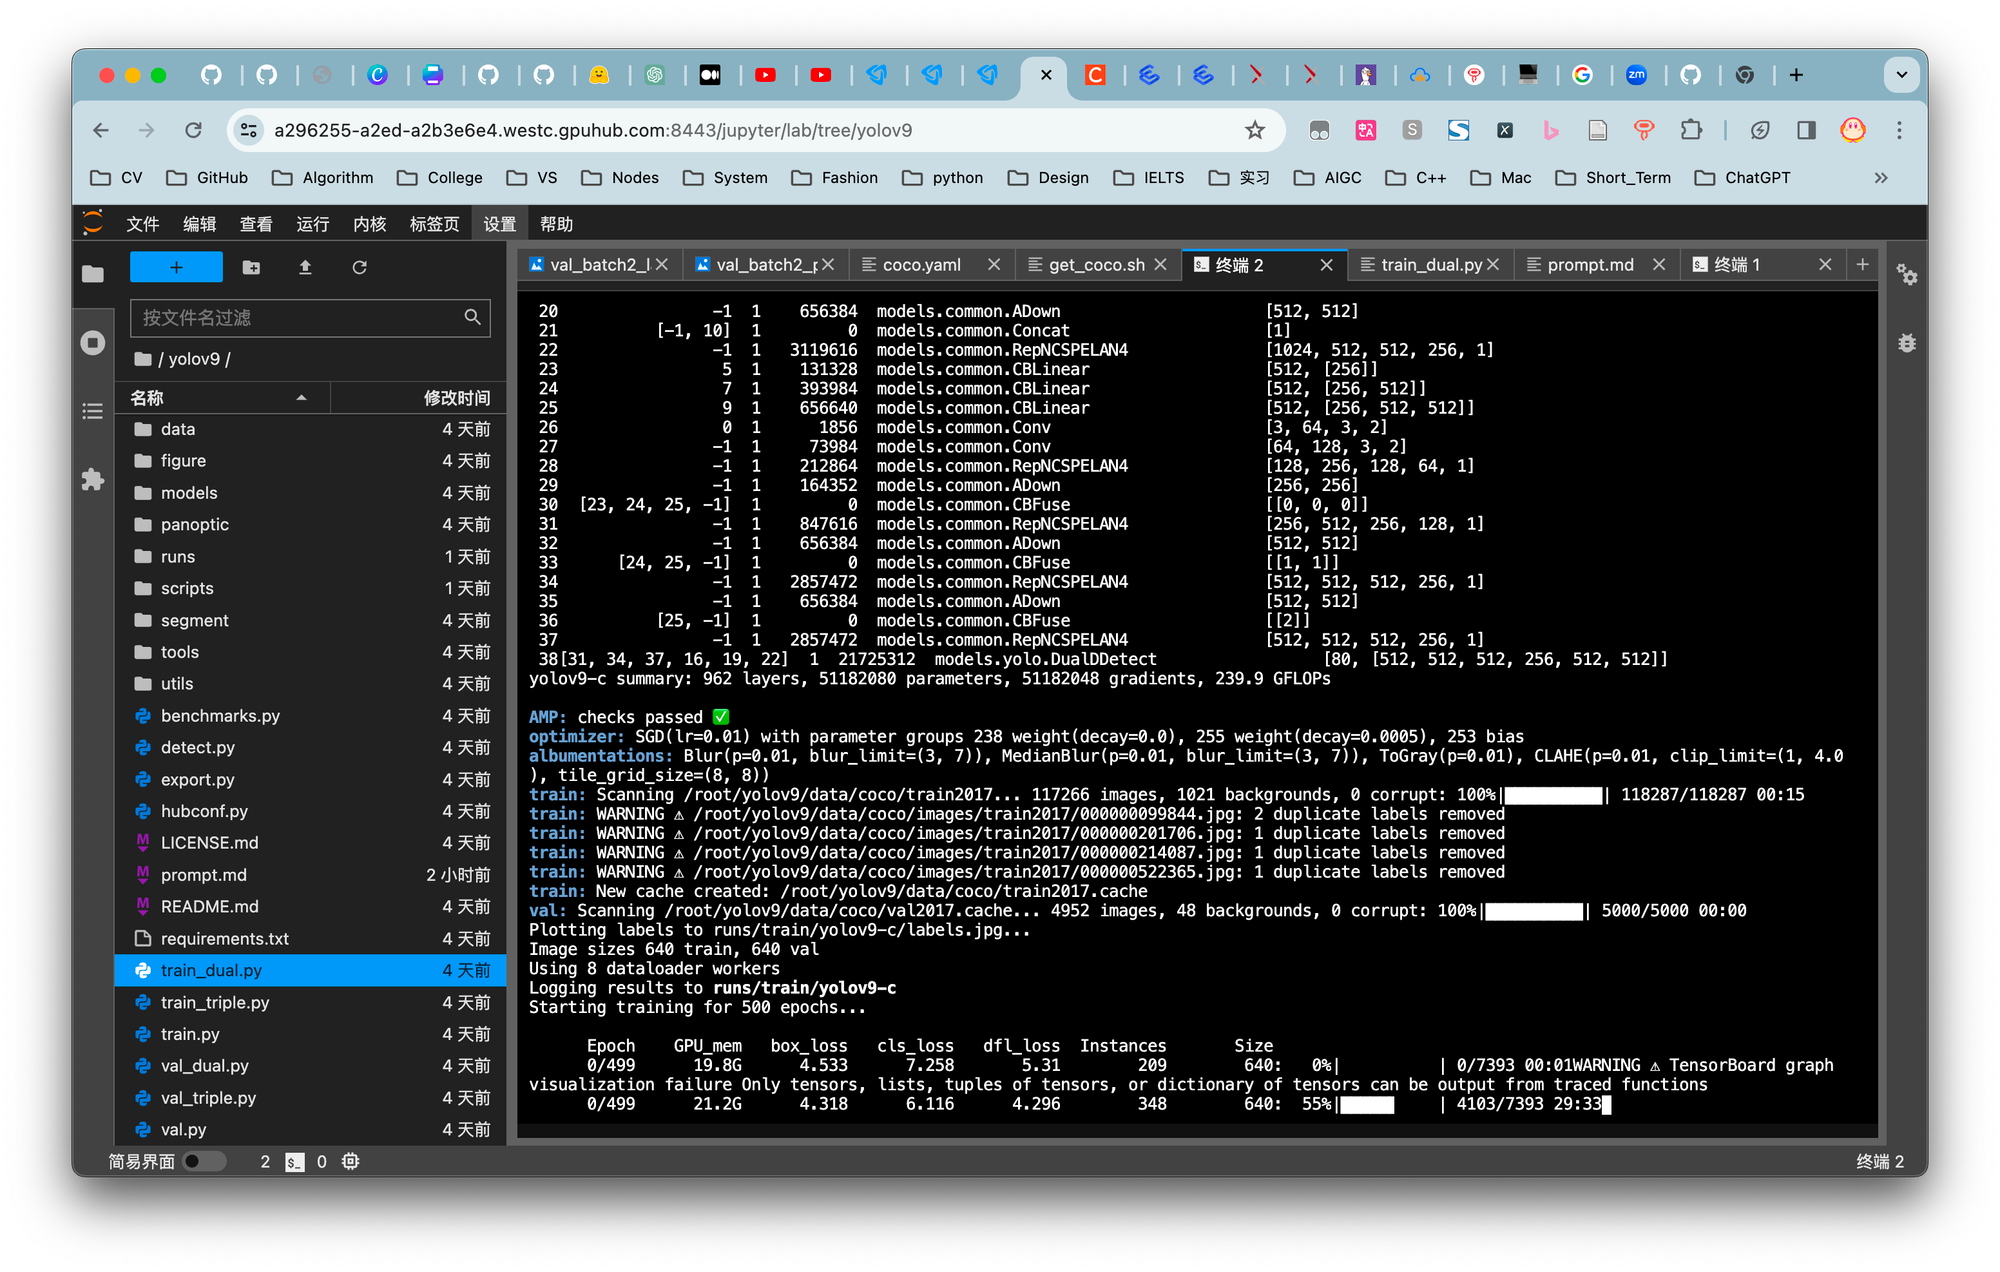 a296255-a2ed-a2b3e6e4.westc.gpuhub.com:8443/jupyter/lab/tree/yolov9
CV GitHub Algorithm College VS Nodes System Fashion python Design IELTS 实习 AIGC C++ Mac Short_Term ChatGPT
文件 编辑 查看 运行 内核 标签页 设置 帮助
按文件名过滤
/ yolov9 /
名称 修改时间
data 4 天前
figure 4 天前
models 4 天前
panoptic 4 天前
runs 1 天前
scripts 1 天前
segment 4 天前
tools 4 天前
utils 4 天前
benchmarks.py 4 天前
detect.py 4 天前
export.py 4 天前
hubconf.py 4 天前
LICENSE.md 4 天前
prompt.md 2 小时前
README.md 4 天前
requirements.txt 4 天前
train_dual.py 4 天前
train_triple.py 4 天前
train.py 4 天前
val_dual.py 4 天前
val_triple.py 4 天前
val.py 4 天前
val_batch2_l val_batch2_p coco.yaml get_coco.sh 终端 2 train_dual.py prompt.md 终端 1
20 -1 1 656384 models.common.ADown [512, 512]
21 [-1, 10] 1 0 models.common.Concat [1]
22 -1 1 3119616 models.common.RepNCSPELAN4 [1024, 512, 512, 256, 1]
23 5 1 131328 models.common.CBLinear [512, [256]]
24 7 1 393984 models.common.CBLinear [512, [256, 512]]
25 9 1 656640 models.common.CBLinear [512, [256, 512, 512]]
26 0 1 1856 models.common.Conv [3, 64, 3, 2]
27 -1 1 73984 models.common.Conv [64, 128, 3, 2]
28 -1 1 212864 models.common.RepNCSPELAN4 [128, 256, 128, 64, 1]
29 -1 1 164352 models.common.ADown [256, 256]
30 [23, 24, 25, -1] 1 0 models.common.CBFuse [[0, 0, 0]]
31 -1 1 847616 models.common.RepNCSPELAN4 [256, 512, 256, 128, 1]
32 -1 1 656384 models.common.ADown [512, 512]
33 [24, 25, -1] 1 0 models.common.CBFuse [[1, 1]]
34 -1 1 2857472 models.common.RepNCSPELAN4 [512, 512, 512, 256, 1]
35 -1 1 656384 models.common.ADown [512, 512]
36 [25, -1] 1 0 models.common.CBFuse [[2]]
37 -1 1 2857472 models.common.RepNCSPELAN4 [512, 512, 512, 256, 1]
38[31, 34, 37, 16, 19, 22] 1 21725312 models.yolo.DualDDetect [80, [512, 512, 512, 256, 512, 512]]
yolov9-c summary: 962 layers, 51182080 parameters, 51182048 gradients, 239.9 GFLOPs
AMP: checks passed ✅
optimizer: SGD(lr=0.01) with parameter groups 238 weight(decay=0.0), 255 weight(decay=0.0005), 253 bias
albumentations: Blur(p=0.01, blur_limit=(3, 7)), MedianBlur(p=0.01, blur_limit=(3, 7)), ToGray(p=0.01), CLAHE(p=0.01, clip_limit=(1, 4.0
), tile_grid_size=(8, 8))
train: Scanning /root/yolov9/data/coco/train2017... 117266 images, 1021 backgrounds, 0 corrupt: 100%|██████████| 118287/118287 00:15
train: WARNING ⚠ /root/yolov9/data/coco/images/train2017/000000099844.jpg: 2 duplicate labels removed
train: WARNING ⚠ /root/yolov9/data/coco/images/train2017/000000201706.jpg: 1 duplicate labels removed
train: WARNING ⚠ /root/yolov9/data/coco/images/train2017/000000214087.jpg: 1 duplicate labels removed
train: WARNING ⚠ /root/yolov9/data/coco/images/train2017/000000522365.jpg: 1 duplicate labels removed
train: New cache created: /root/yolov9/data/coco/train2017.cache
val: Scanning /root/yolov9/data/coco/val2017.cache... 4952 images, 48 backgrounds, 0 corrupt: 100%|██████████| 5000/5000 00:00
Plotting labels to runs/train/yolov9-c/labels.jpg...
Image sizes 640 train, 640 val
Using 8 dataloader workers
Logging results to runs/train/yolov9-c
Starting training for 500 epochs...
Epoch GPU_mem box_loss cls_loss dfl_loss Instances Size
0/499 19.8G 4.533 7.258 5.31 209 640: 0%| | 0/7393 00:01WARNING ⚠ TensorBoard graph
visualization failure Only tensors, lists, tuples of tensors, or dictionary of tensors can be output from traced functions
0/499 21.2G 4.318 6.116 4.296 348 640: 55%|█████ | 4103/7393 29:33
简易界面 2 $_ 0 终端 2